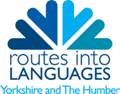 routes into
LANGUAGES
Yorkshire and The Humber